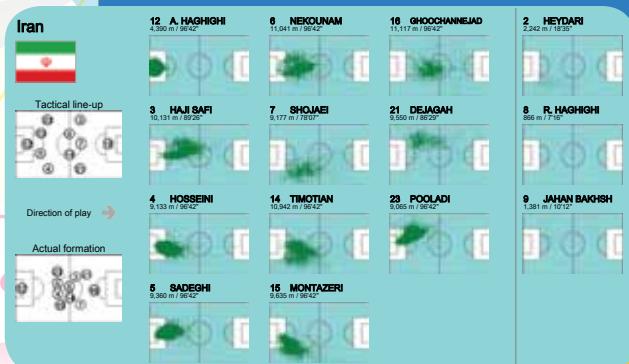 Iran
Tactical line-up
Direction of play
Actual formation
12 A. HAGHIGHI
4,390 m / 96'42"
3 HAJI SAFI
10,131 m / 89'26"
4 HOSSEINI
9,133 m / 96'42"
5 SADEGHI
9,360 m / 96'42"
6 NEKOUNAM
11,041 m / 96'42"
7 SHOJAEI
9,177 m / 78'07"
14 TIMOTIAN
10,942 m / 96'42"
15 MONTAZERI
9,635 m / 96'42"
16 GHOOCHANNEJAD
11,117 m / 96'42"
21 DEJAGAH
9,550 m / 86'29"
23 POOLADI
9,065 m / 96'42"
2 HEYDARI
2,242 m / 18'35"
8 R. HAGHIGHI
866 m / 7'16"
9 JAHAN BAKHSH
1,381 m / 10'12"